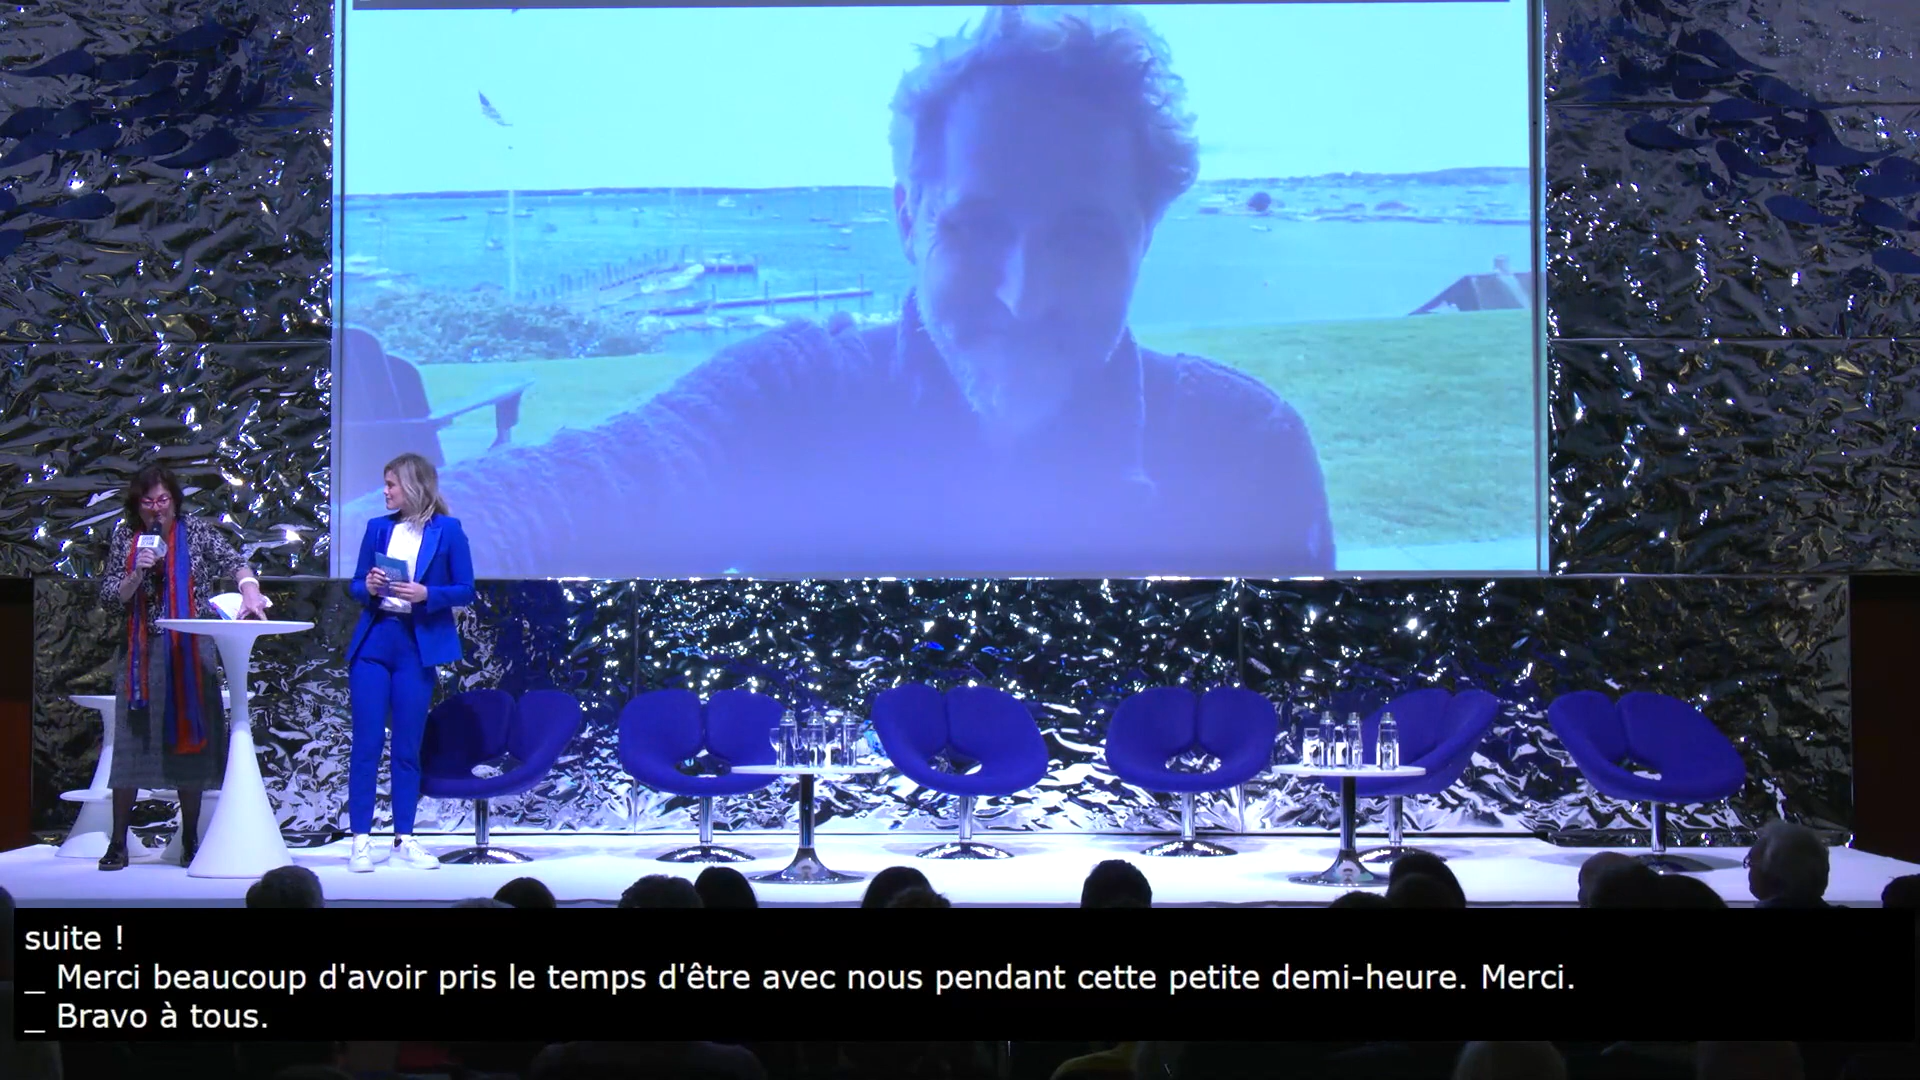 suite !
_ Merci beaucoup d'avoir pris le temps d'être avec nous pendant cette petite demi-heure. Merci.
_ Bravo à tous.